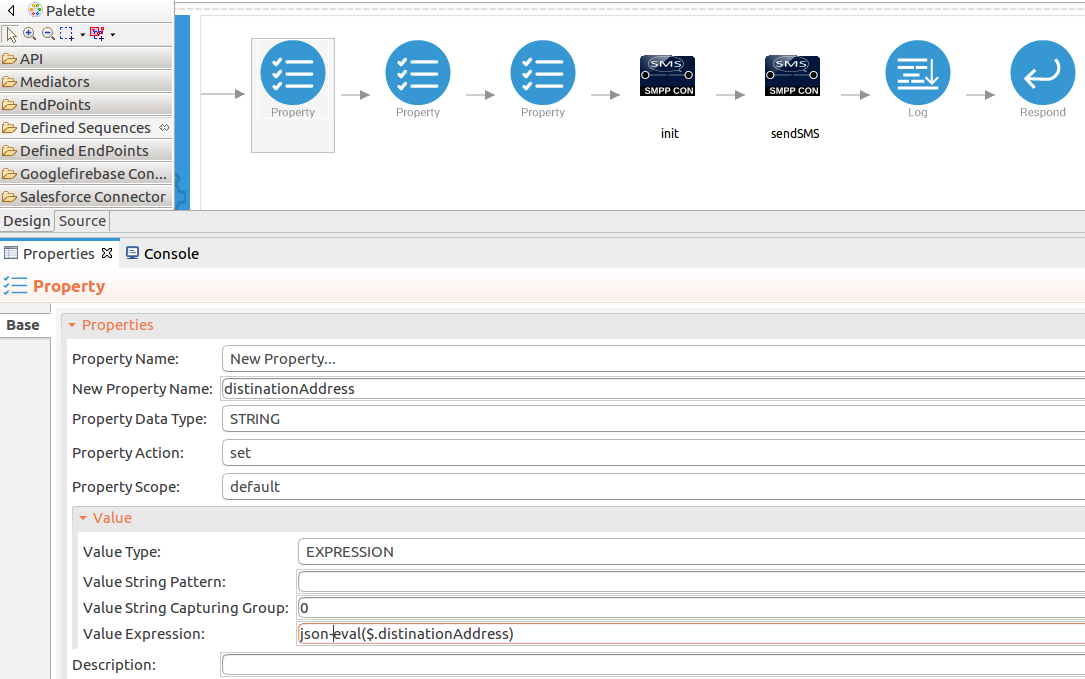 Palette
API
Mediators
EndPoints
Defined Sequences
Defined EndPoints
Googlefirebase Con...
Salesforce Connector
Property
Property
Property
SMS
SMPP CON
init
SMS
SMPP CON
sendSMS
Log
Respond
Design Source
Properties Console
Property
Base
Properties
Property Name: New Property...
New Property Name: distinationAddress
Property Data Type: STRING
Property Action: set
Property Scope: default
Value
Value Type: EXPRESSION
Value String Pattern:
Value String Capturing Group: 0
Value Expression: json-eval($.distinationAddress)
Description: